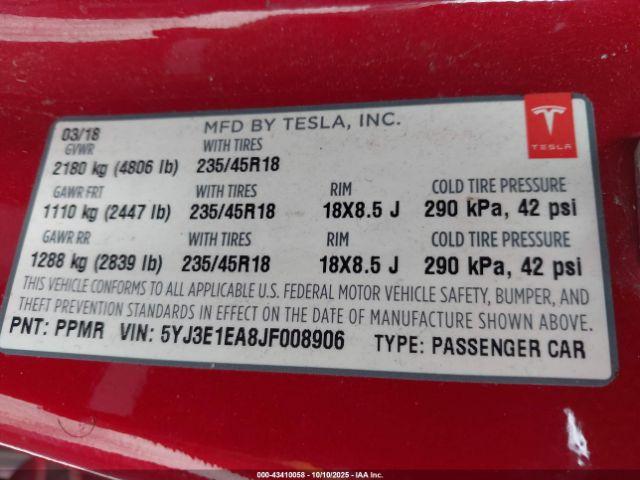 03/18 MFD BY TESLA, INC.
GVWR WITH TIRES
2180 kg (4806 lb) 235/45R18
TESLA
GAWR FRT WITH TIRES RIM COLD TIRE PRESSURE
1110 kg (2447 lb) 235/45R18 18X8.5 J 290 kPa, 42 psi
GAWR RR WITH TIRES RIM COLD TIRE PRESSURE
1288 kg (2839 lb) 235/45R18 18X8.5 J 290 kPa, 42 psi
THIS VEHICLE CONFORMS TO ALL APPLICABLE U.S. FEDERAL MOTOR VEHICLE SAFETY, BUMPER, AND
THEFT PREVENTION STANDARDS IN EFFECT ON THE DATE OF MANUFACTURE SHOWN ABOVE.
PNT: PPMR VIN: 5YJ3E1EA8JF008906 TYPE: PASSENGER CAR
000-43410058 - 10/10/2025 - IAA Inc.